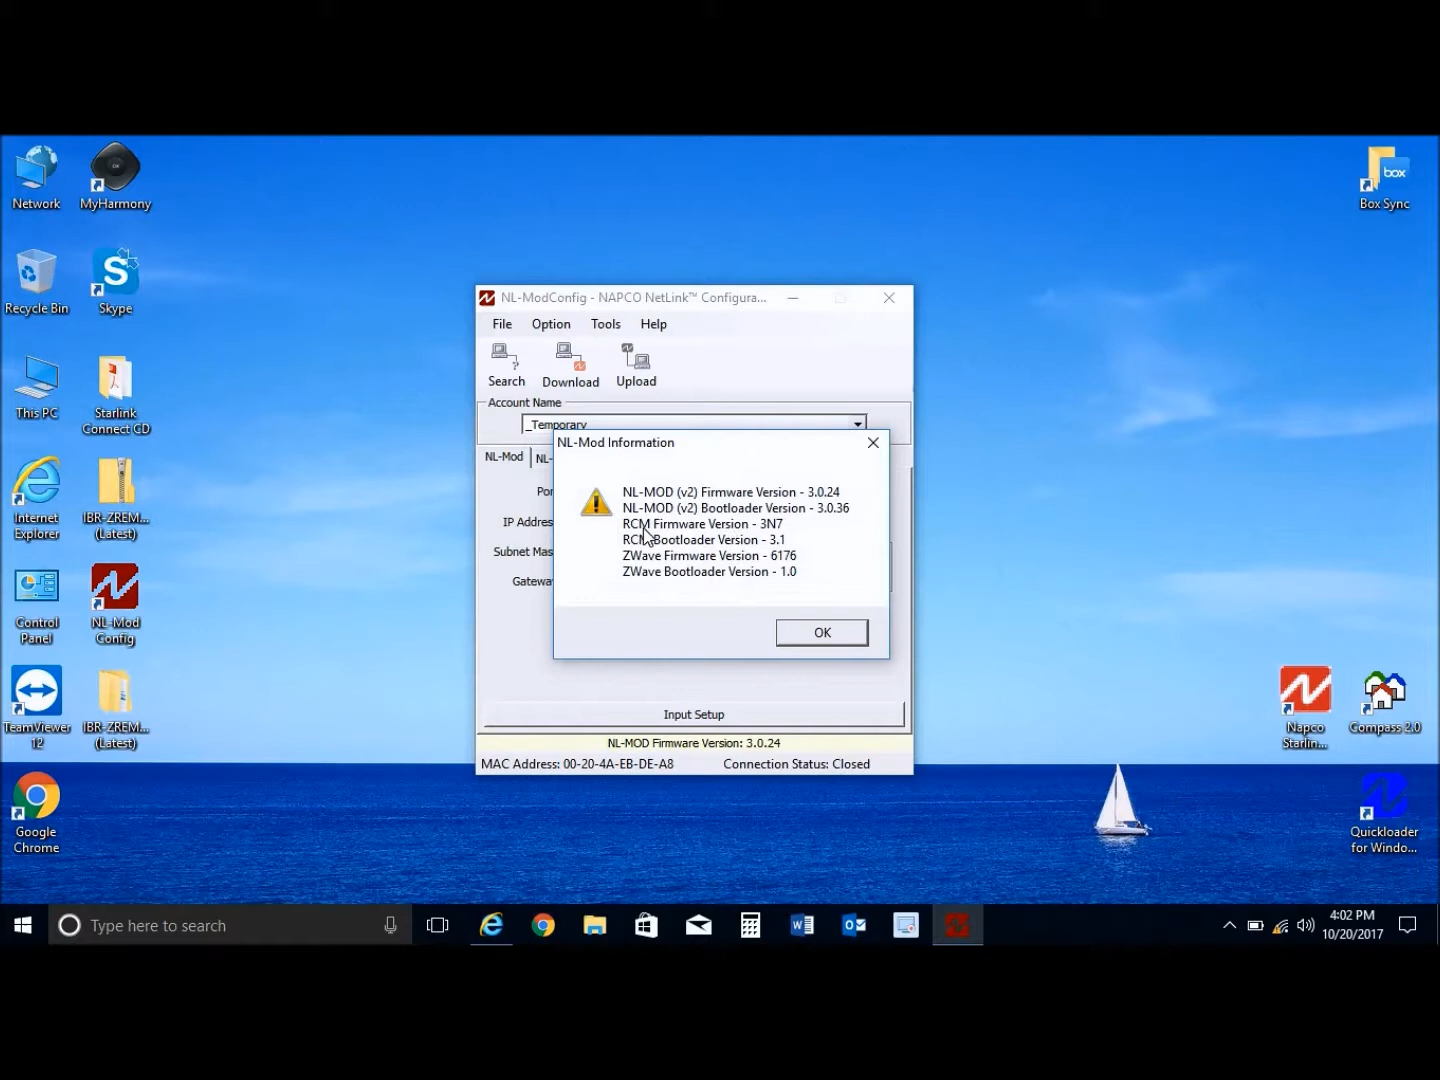 Network
MyHarmony
Box Sync
Recycle Bin
S
Skype
This PC
Starlink
Connect CD
Internet
Explorer
IBR-ZREM...
(Latest)
Control
Panel
NL-Mod
Config
TeamViewer
12
IBR-ZREM...
(Latest)
Google
Chrome
box
NL-ModConfig - NAPCO NetLink™ Configura...
File Option Tools Help
Search Download Upload
Account Name
_Temporary
NL-Mod NL-
Por
IP Addres
Subnet Mas
Gatewa
NL-Mod Information
NL-MOD (v2) Firmware Version - 3.0.24
NL-MOD (v2) Bootloader Version - 3.0.36
RCM Firmware Version - 3N7
RCM Bootloader Version - 3.1
ZWave Firmware Version - 6176
ZWave Bootloader Version - 1.0
OK
Input Setup
NL-MOD Firmware Version: 3.0.24
MAC Address: 00-20-4A-EB-DE-A8 Connection Status: Closed
Napco
Starlin...
Compass 2.0
Quickloader
for Windo...
Type here to search
4:02 PM
10/20/2017